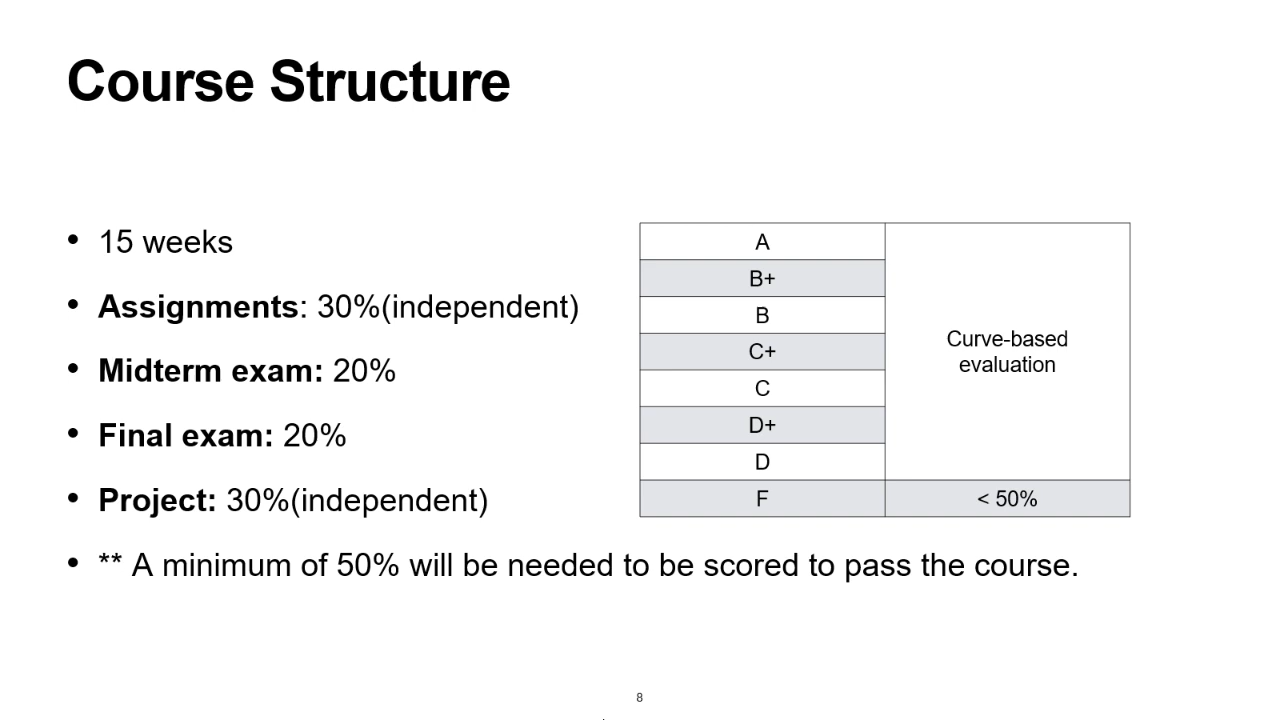 Course Structure
• 15 weeks
• Assignments: 30%(independent)
• Midterm exam: 20%
• Final exam: 20%
• Project: 30%(independent)
• ** A minimum of 50% will be needed to be scored to pass the course.
A
B+
B
C+
C
D+
D
F
Curve-based
evaluation
< 50%
8